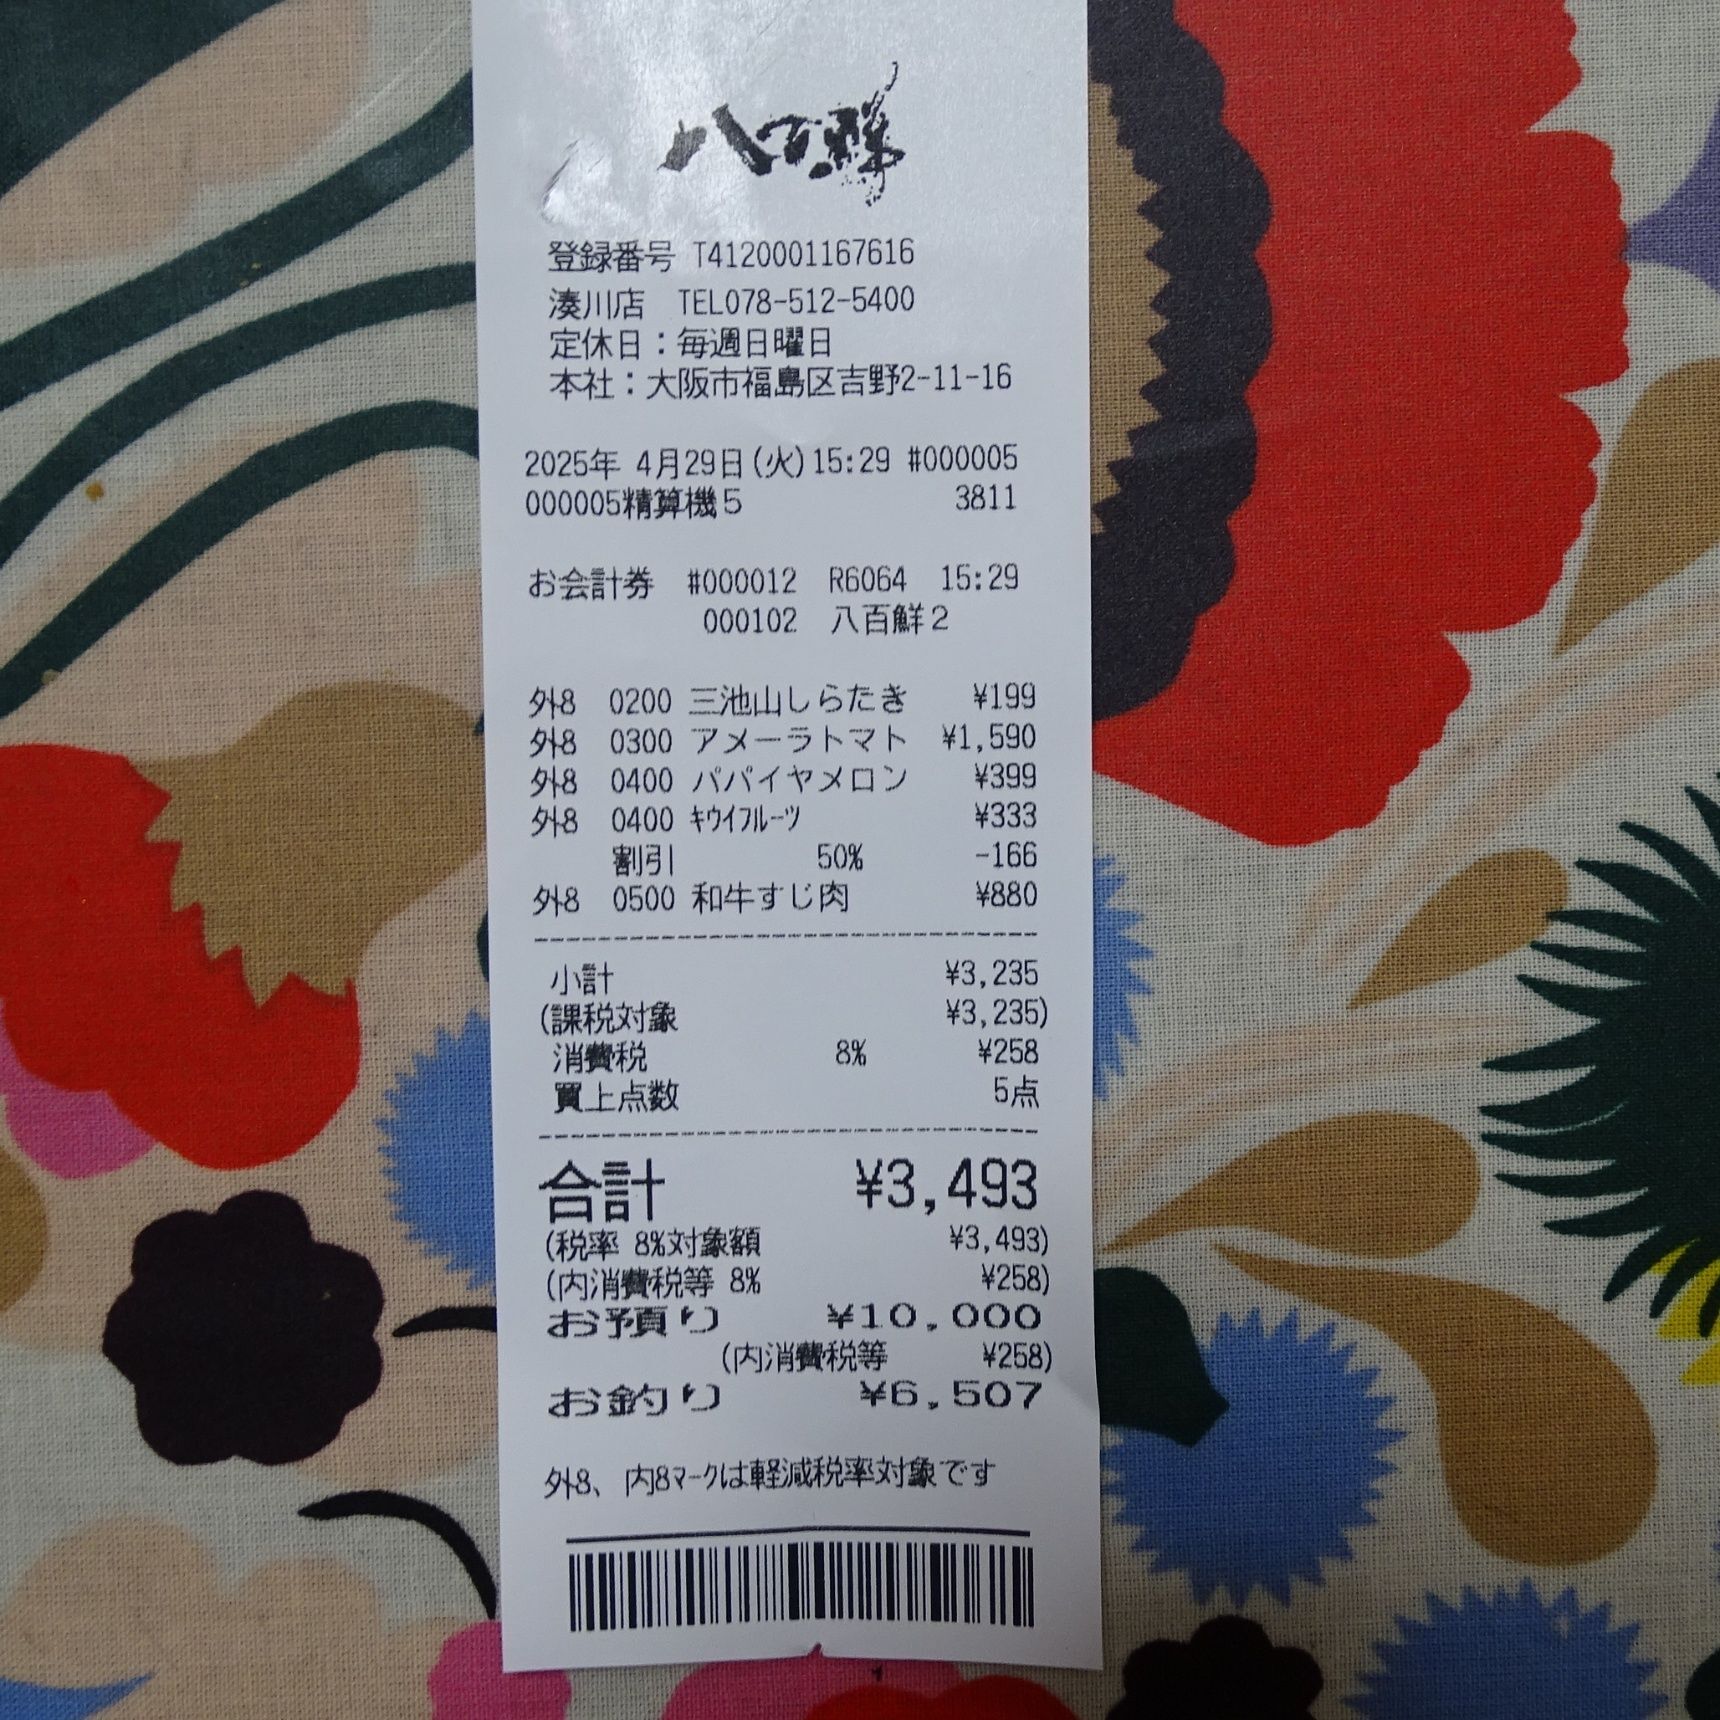 八百鮮
登録番号 T4120001167616
湊川店 TEL078-512-5400
定休日：毎週日曜日
本社：大阪市福島区吉野2-11-16
2025年 4月29日(火)15:29 #000005
000005精算機5 3811
お会計券 #000012 R6064 15:29
000102 八百鮮2
外8 0200 三池山しらたき ¥199
外8 0300 アメーラトマト ¥1,590
外8 0400 パパイヤメロン ¥399
外8 0400 ｷｳｲﾌﾙｰﾂ ¥333
割引 50% -166
外8 0500 和牛すじ肉 ¥880
小計 ¥3,235
(課税対象 ¥3,235)
消費税 8% ¥258
買上点数 5点
合計 ¥3,493
(税率 8%対象額 ¥3,493)
(内消費税等 8% ¥258)
お預り ¥10,000
(内消費税等 ¥258)
お釣り ¥6,507
外8、内8ﾏｰｸは軽減税率対象です